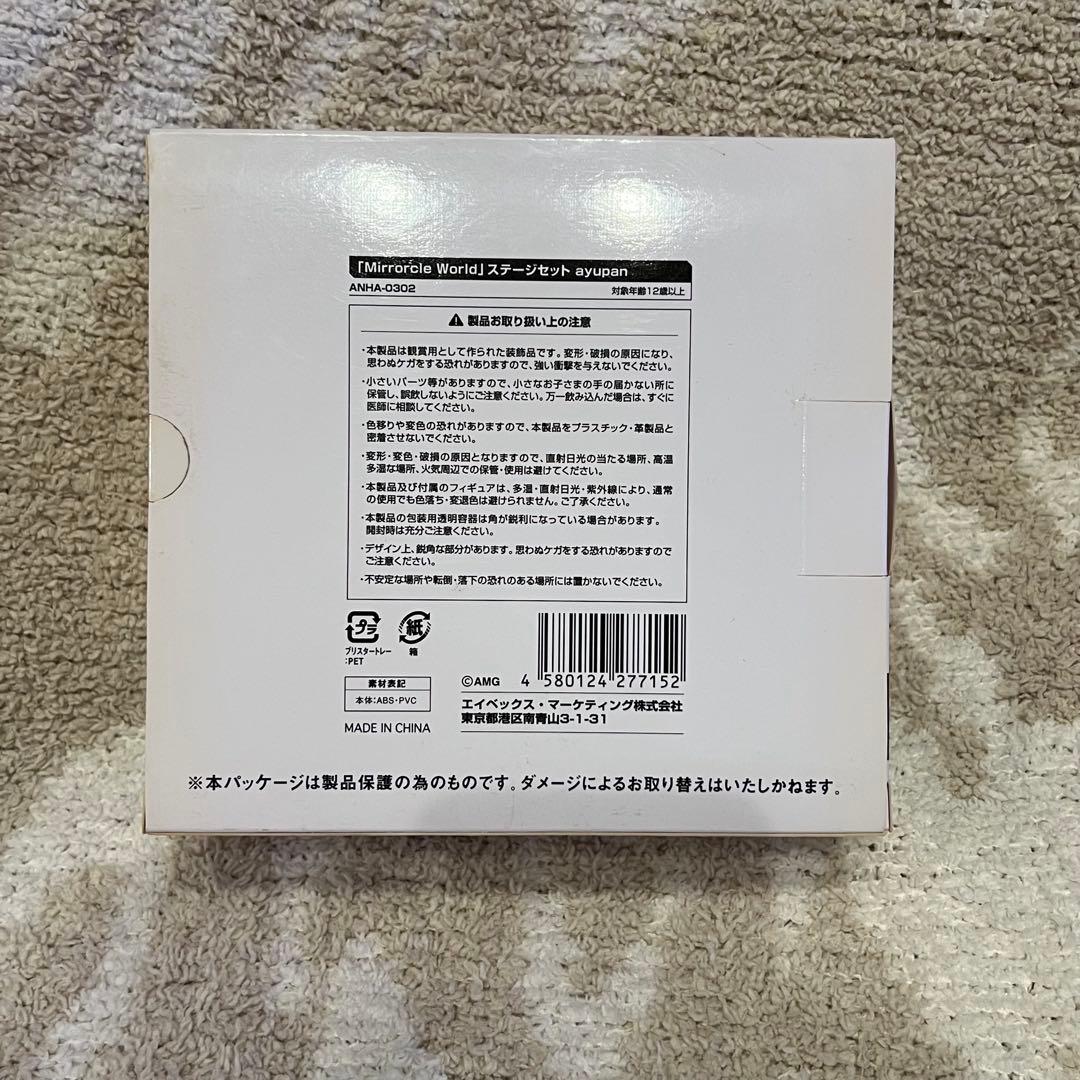 「Mirrorcle World」ステージセット ayupan
ANHA-0302 対象年齢12歳以上
製品お取り扱い上の注意
・本製品は観賞用として作られた装飾品です。変形・破損の原因になり、
思わぬケガをする恐れがありますので、強い衝撃を与えないでください。
・小さいパーツ等がありますので、小さなお子さまの手の届かない所に
保管し、誤飲しないようにご注意ください。万一飲み込んだ場合は、すぐに
医師に相談してください。
・色移りや変色の恐れがありますので、本製品をプラスチック・革製品と
密着させないでください。
・変形・変色・破損の原因となりますので、直射日光の当たる場所、高温
多湿な場所、火気周辺での保管・使用は避けてください。
・本製品及び付属のフィギュアは、多湿・直射日光・紫外線により、通常
の使用でも色落ち・変退色は避けられません。ご了承ください。
・本製品の包装用透明容器は角が鋭利になっている場合があります。
開封時は充分ご注意ください。
・デザイン上、鋭角な部分があります。思わぬケガをする恐れがありますので
ご注意ください。
・不安定な場所や転倒・落下の恐れのある場所には置かないでください。
プラ 紙
ブリスタートレー 箱
:PET
素材表記
本体:ABS・PVC
MADE IN CHINA
©AMG 4 580124 277152
エイベックス・マーケティング株式会社
東京都港区南青山3-1-31
※本パッケージは製品保護の為のものです。ダメージによるお取り替えはいたしかねます。